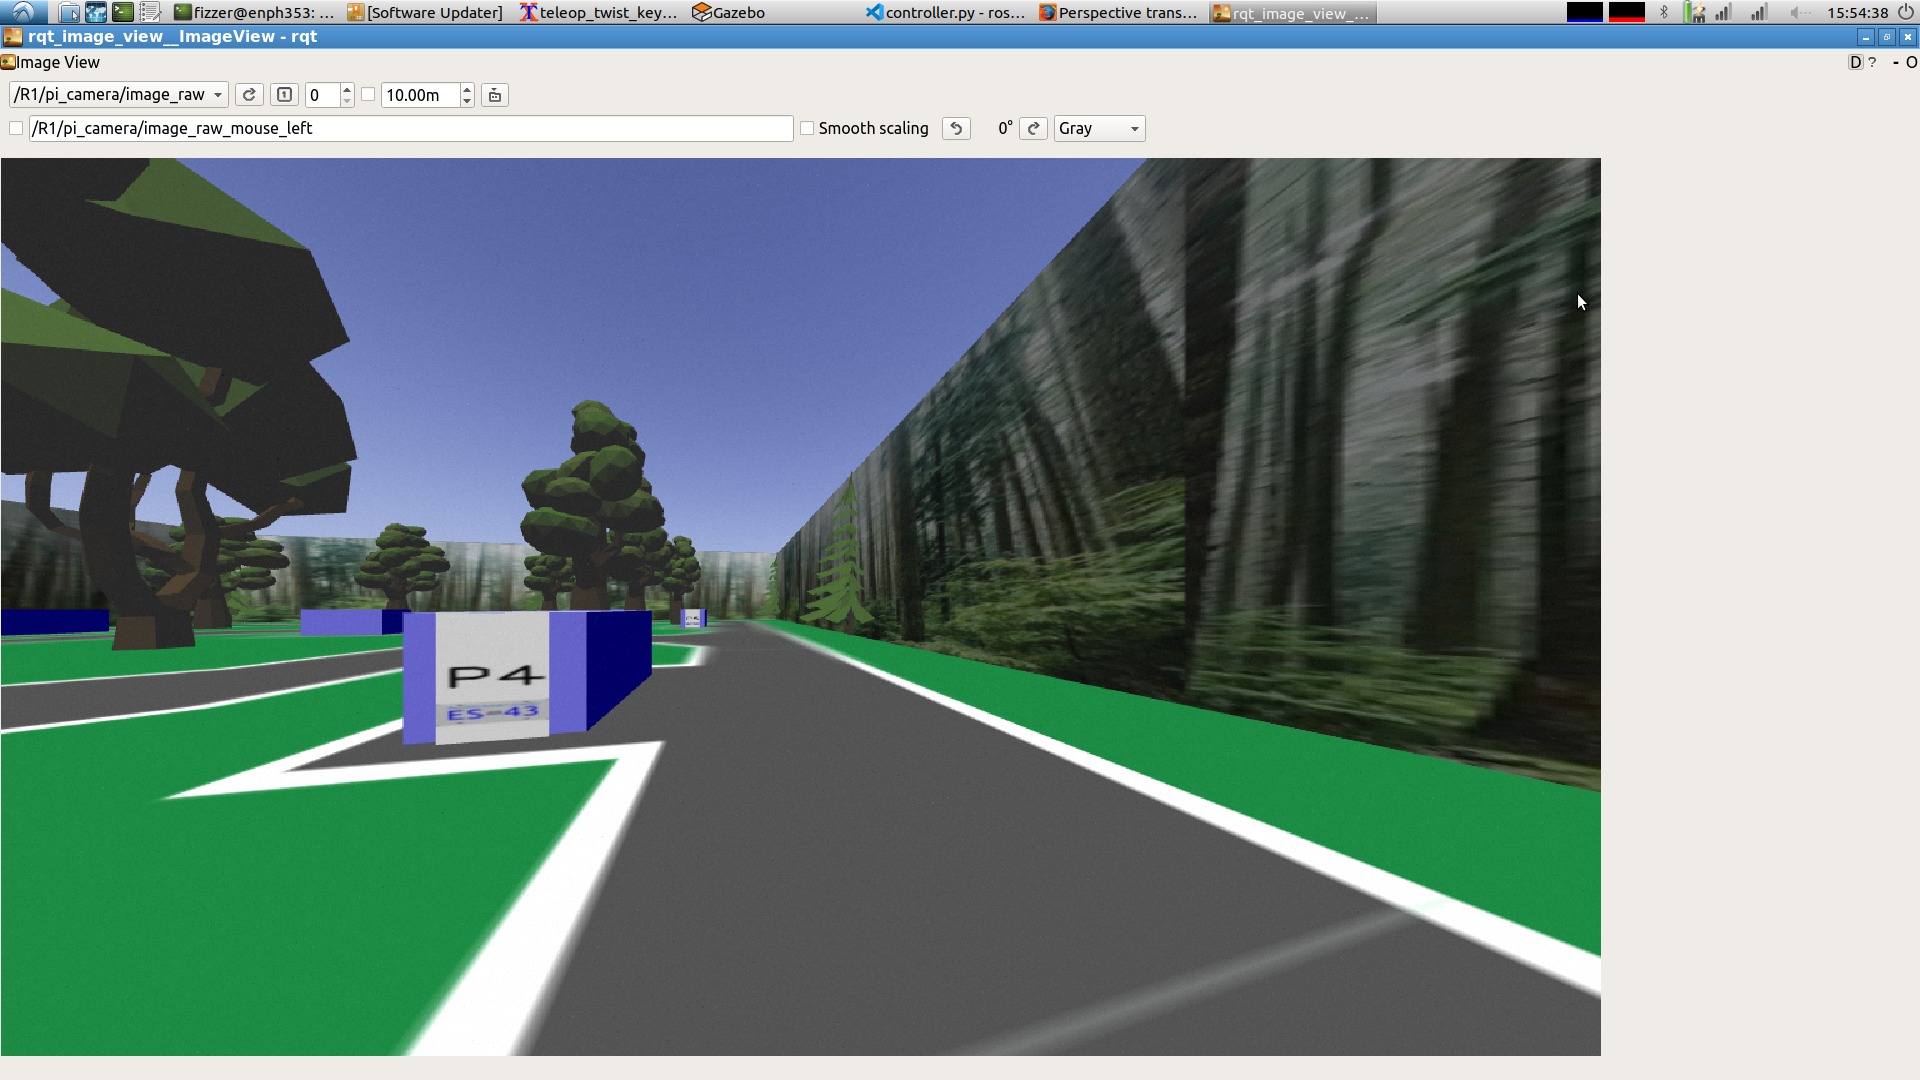 fizzer@enph353: ...
[Software Updater]
teleop_twist_key...
Gazebo
controller.py - ros...
Perspective trans...
rqt_image_view_...
15:54:38
rqt_image_view__ImageView - rqt
Image View
D ? - O
/R1/pi_camera/image_raw
1
0
10.00m
/R1/pi_camera/image_raw_mouse_left
Smooth scaling
0°
Gray
P4
ES-43